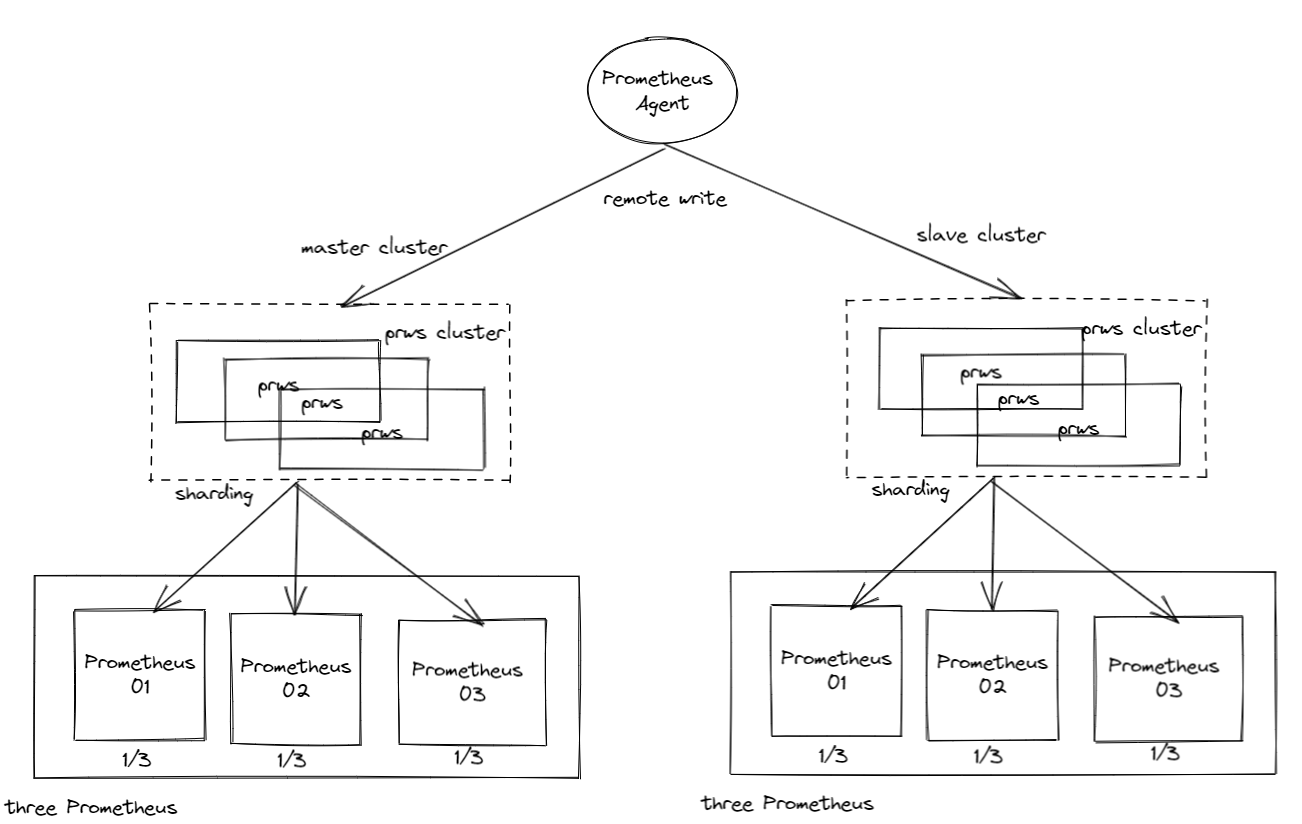 Prometheus
Agent
remote write
master cluster
slave cluster
prws cluster
prws
prws
prws
prws cluster
prws
prws
prws
sharding
sharding
Prometheus
01
Prometheus
02
Prometheus
03
1/3
1/3
1/3
Prometheus
01
Prometheus
02
Prometheus
03
1/3
1/3
1/3
three Prometheus
three Prometheus